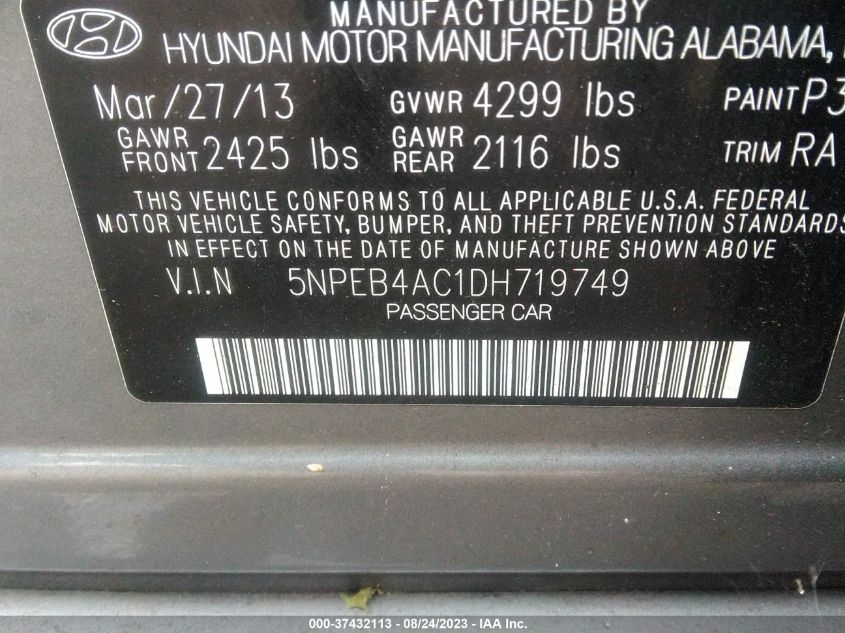 MANUFACTURED BY
HYUNDAI MOTOR MANUFACTURING ALABAMA,
Mar/27/13 GVWR 4299 lbs PAINT P3
GAWR FRONT 2425 lbs GAWR REAR 2116 lbs TRIM RA
THIS VEHICLE CONFORMS TO ALL APPLICABLE U.S.A. FEDERAL
MOTOR VEHICLE SAFETY, BUMPER, AND THEFT PREVENTION STANDARDS
IN EFFECT ON THE DATE OF MANUFACTURE SHOWN ABOVE
V.I.N 5NPEB4AC1DH719749
PASSENGER CAR
000-37432113 - 08/24/2023 - IAA Inc.